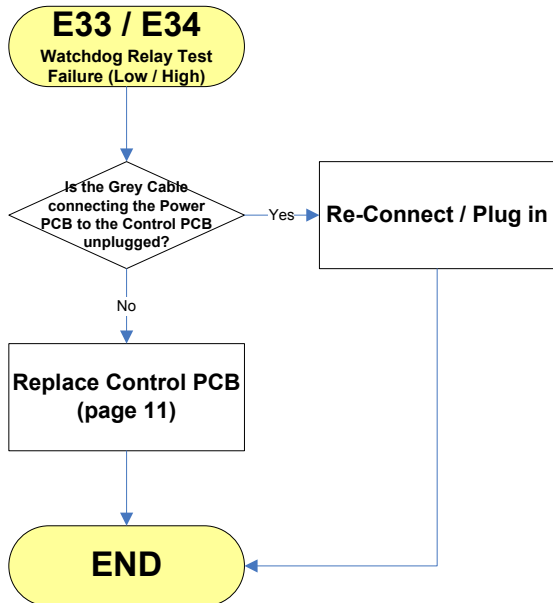 E33 / E34
Watchdog Relay Test
Failure (Low / High)
Is the Grey Cable
connecting the Power
PCB to the Control PCB
unplugged?
Yes
Re-Connect / Plug in
No
Replace Control PCB
(page 11)
END